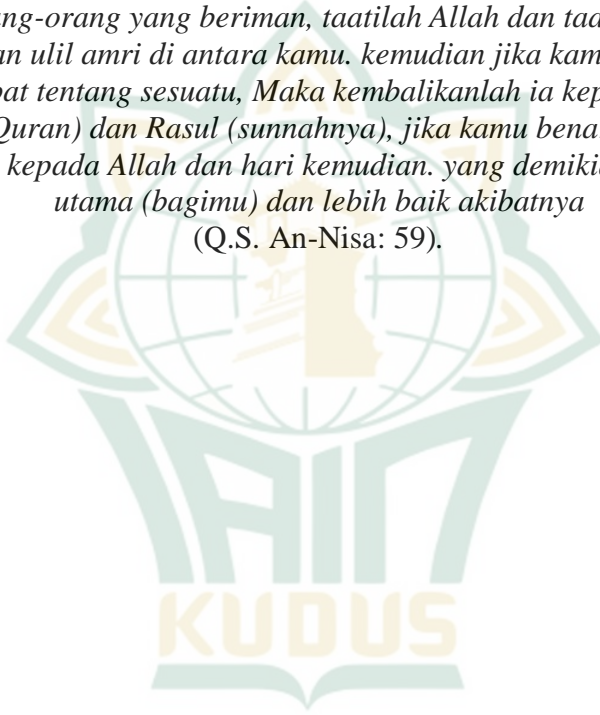 ng-orang yang beriman, taatilah Allah dan taa
an ulil amri di antara kamu. kemudian jika kam
pat tentang sesuatu, Maka kembalikanlah ia kep
Quran) dan Rasul (sunnahnya), jika kamu bena
kepada Allah dan hari kemudian. yang demiki
utama (bagimu) dan lebih baik akibatnya
(Q.S. An-Nisa: 59).
IAIN
KUDUS